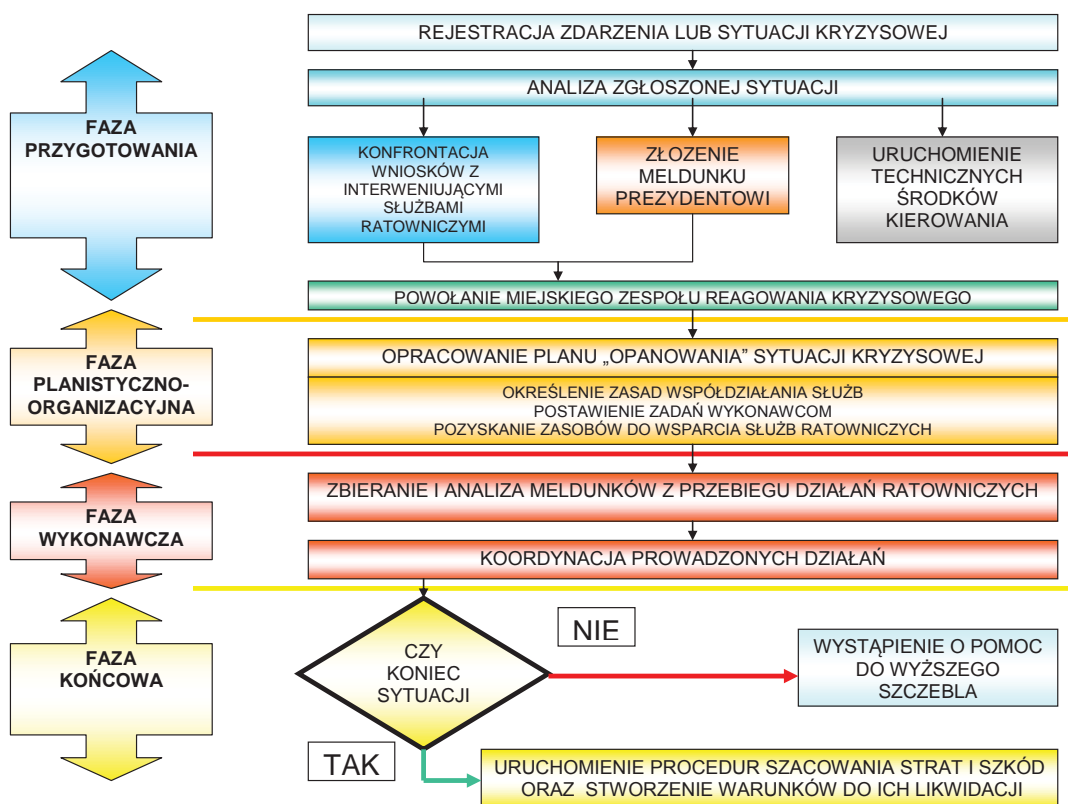 REJESTRACJA ZDARZENIA LUB SYTUACJI KRYZYSOWEJ
ANALIZA ZGŁOSZONEJ SYTUACJI
FAZA
PRZYGOTOWANIA
KONFRONTACJA
WNIOSKÓW Z
INTERWENIUJĄCYMI
SŁUŻBAMI
RATOWNICZYMI
ZŁOZENIE
MELDUNKU
PREZYDENTOWI
URUCHOMIENIE
TECHNICZNYCH
ŚRODKÓW
KIEROWANIA
POWOŁANIE MIEJSKIEGO ZESPOŁU REAGOWANIA KRYZYSOWEGO
FAZA
PLANISTYCZNO-
ORGANIZACYJNA
OPRACOWANIE PLANU „OPANOWANIA” SYTUACJI KRYZYSOWEJ
OKREŚLENIE ZASAD WSPÓŁDZIAŁANIA SŁUŻB
POSTAWIENIE ZADAŃ WYKONAWCOM
POZYSKANIE ZASOBÓW DO WSPARCIA SŁUŻB RATOWNICZYCH
FAZA
WYKONAWCZA
ZBIERANIE I ANALIZA MELDUNKÓW Z PRZEBIEGU DZIAŁAŃ RATOWNICZYCH
KOORDYNACJA PROWADZONYCH DZIAŁAŃ
FAZA
KOŃCOWA
CZY
KONIEC
SYTUACJI
NIE
WYSTĄPIENIE O POMOC
DO WYŻSZEGO
SZCZEBLA
TAK
URUCHOMIENIE PROCEDUR SZACOWANIA STRAT I SZKÓD
ORAZ STWORZENIE WARUNKÓW DO ICH LIKWIDACJI